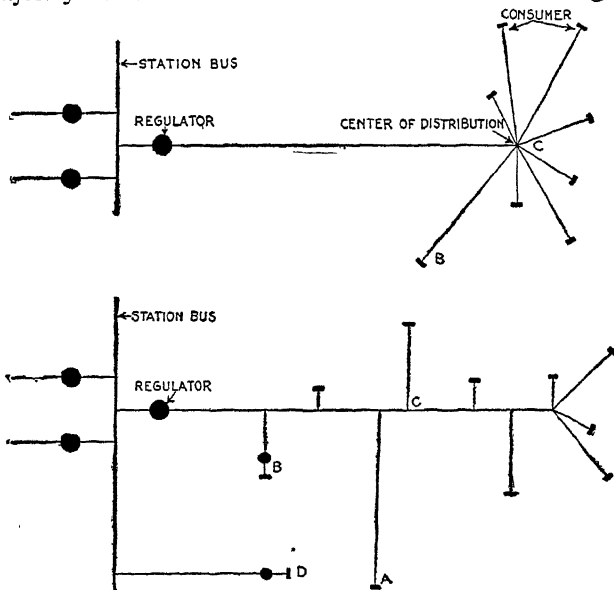 CONSUMER
STATION BUS
REGULATOR
CENTER OF DISTRIBUTION
C
B
STATION BUS
REGULATOR
C
B
D
A